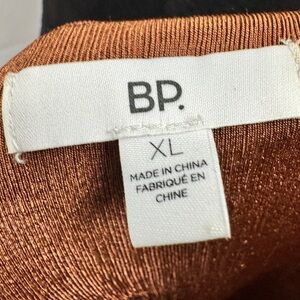 BP.
XL
MADE IN CHINA
FABRIQUÉ EN
CHINE